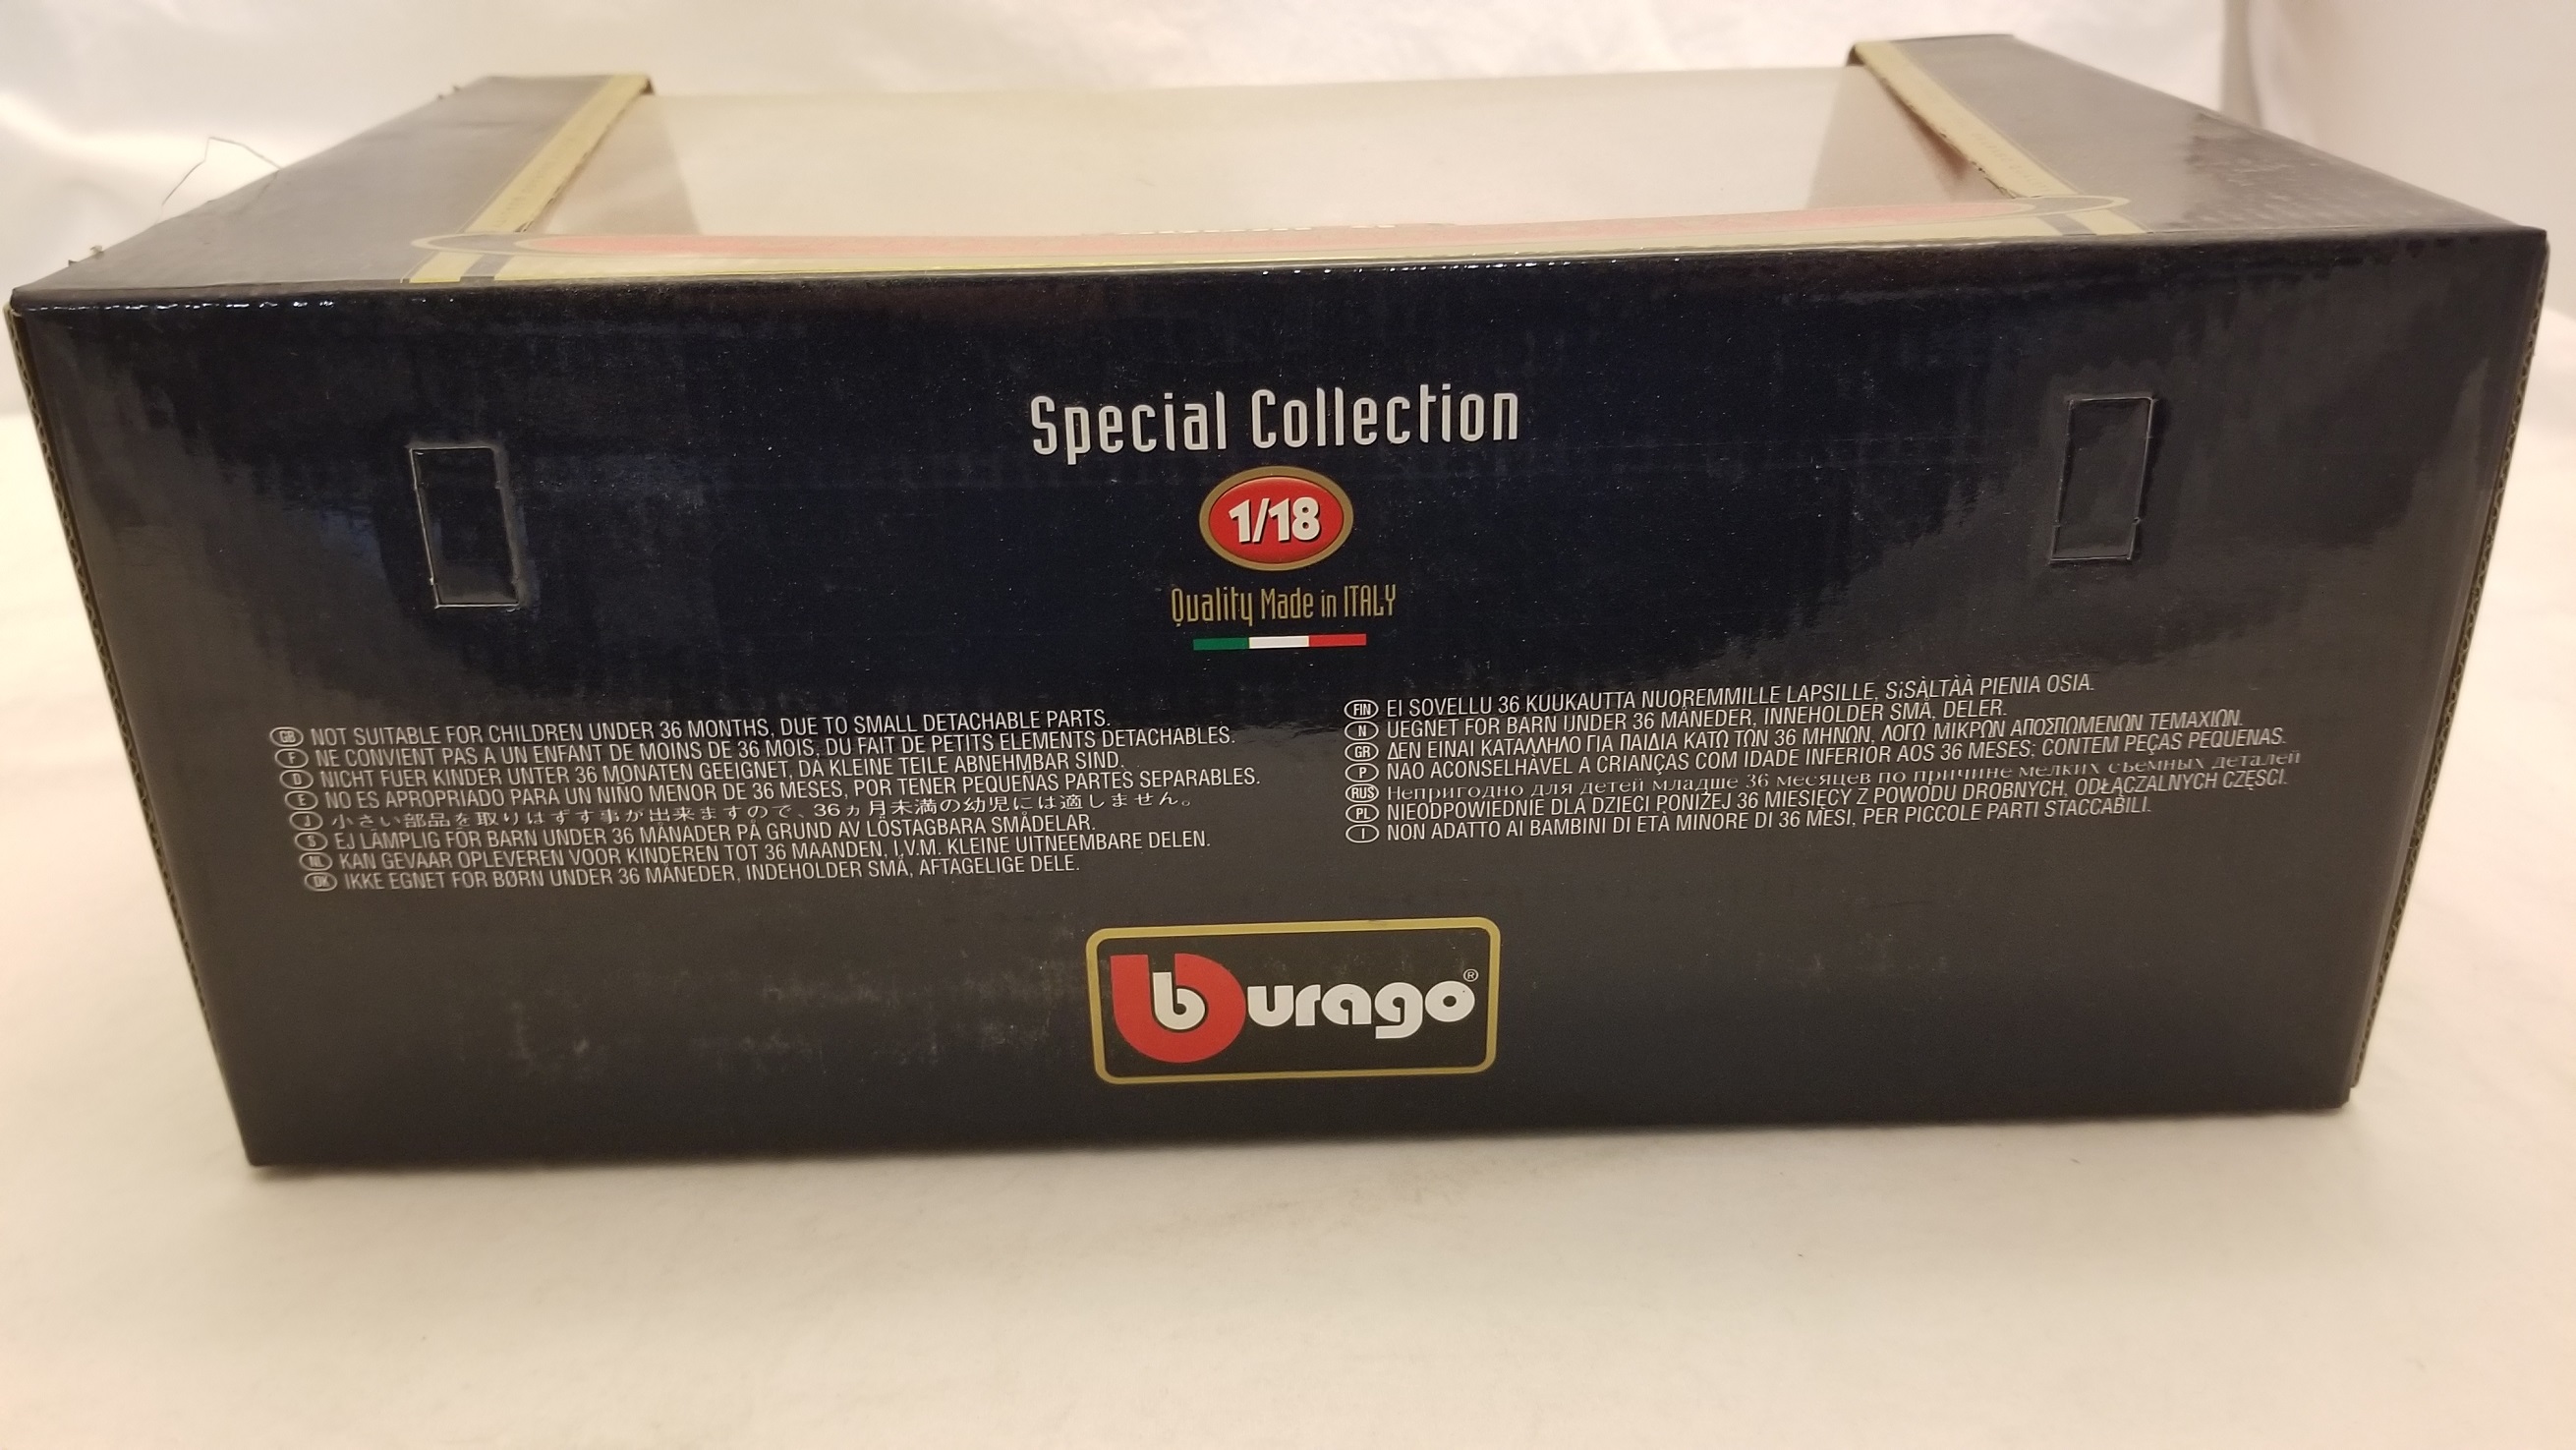 Special Collection
1/18
Quality Made in ITALY
GB NOT SUITABLE FOR CHILDREN UNDER 36 MONTHS, DUE TO SMALL DETACHABLE PARTS.
F NE CONVIENT PAS A UN ENFANT DE MOINS DE 36 MOIS, DU FAIT DE PETITS ELEMENTS DETACHABLES.
D NICHT FUER KINDER UNTER 36 MONATEN GEEIGNET, DA KLEINE TEILE ABNEHMBAR SIND.
E NO ES APROPRIADO PARA UN NIÑO MENOR DE 36 MESES, POR TENER PEQUEÑAS PARTES SEPARABLES.
J 小さい部品を取りはずす事が出来ますので、36ヵ月未満の幼児には適しません。
S EJ LÄMPLIG FÖR BARN UNDER 36 MÅNADER PÅ GRUND AV LÖSTAGBARA SMÅDELAR.
NL KAN GEVAAR OPLEVEREN VOOR KINDEREN TOT 36 MAANDEN, I.V.M. KLEINE UITNEEMBARE DELEN.
DK IKKE EGNET FOR BØRN UNDER 36 MÅNEDER, INDEHOLDER SMÅ, AFTAGELIGE DELE.
FIN EI SOVELLU 36 KUUKAUTTA NUOREMMILLE LAPSILLE, SiSÀLTÀÀ PIENIA OSIA.
N UEGNET FOR BARN UNDER 36 MÅNEDER, INNEHOLDER SMÅ, DELER.
GR ΔΕΝ ΕΙΝΑΙ ΚΑΤΑΛΛΗΛΟ ΓΙΑ ΠΑΙΔΙΑ ΚΑΤΩ ΤΩΝ 36 ΜΗΝΩΝ, ΛΟΓΩ ΜΙΚΡΩΝ ΑΠΟΣΠΩΜΕΝΩΝ ΤΕΜΑΧΙΩΝ.
P NAO ACONSELHÀVEL A CRIANÇAS COM IDADE INFERIOR AOS 36 MESES; CONTEM PEÇAS PEQUENAS.
RUS Непригодно для детей младше 36 месяцев по причине мелких съемных деталей
PL NIEODPOWIEDNIE DLA DZIECI PONIŻEJ 36 MIESIĘCY Z POWODU DROBNYCH, ODŁĄCZALNYCH CZĘSCI.
I NON ADATTO AI BAMBINI DI ETÀ MINORE DI 36 MESI, PER PICCOLE PARTI STACCABILI.
burago®